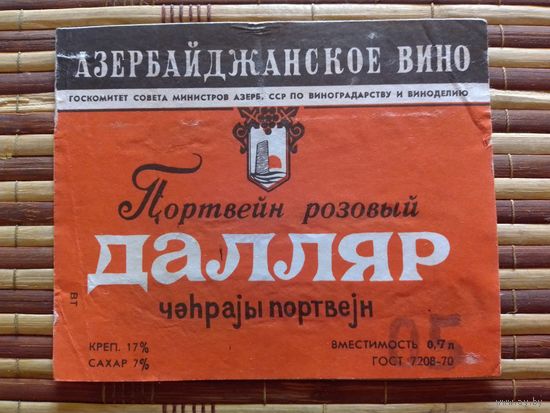 АЗЕРБАЙДЖАНСКОЕ ВИНО
ГОСКОМИТЕТ СОВЕТА МИНИСТРОВ АЗЕРБ. ССР ПО ВИНОГРАДАРСТВУ И ВИНОДЕЛИЮ
Портвейн розовый
ДАЛЛЯР
чәһрајы портвејн
ВТ
КРЕП. 17%
САХАР 7%
ВМЕСТИМОСТЬ 0,7 л
ГОСТ 7208-70
95